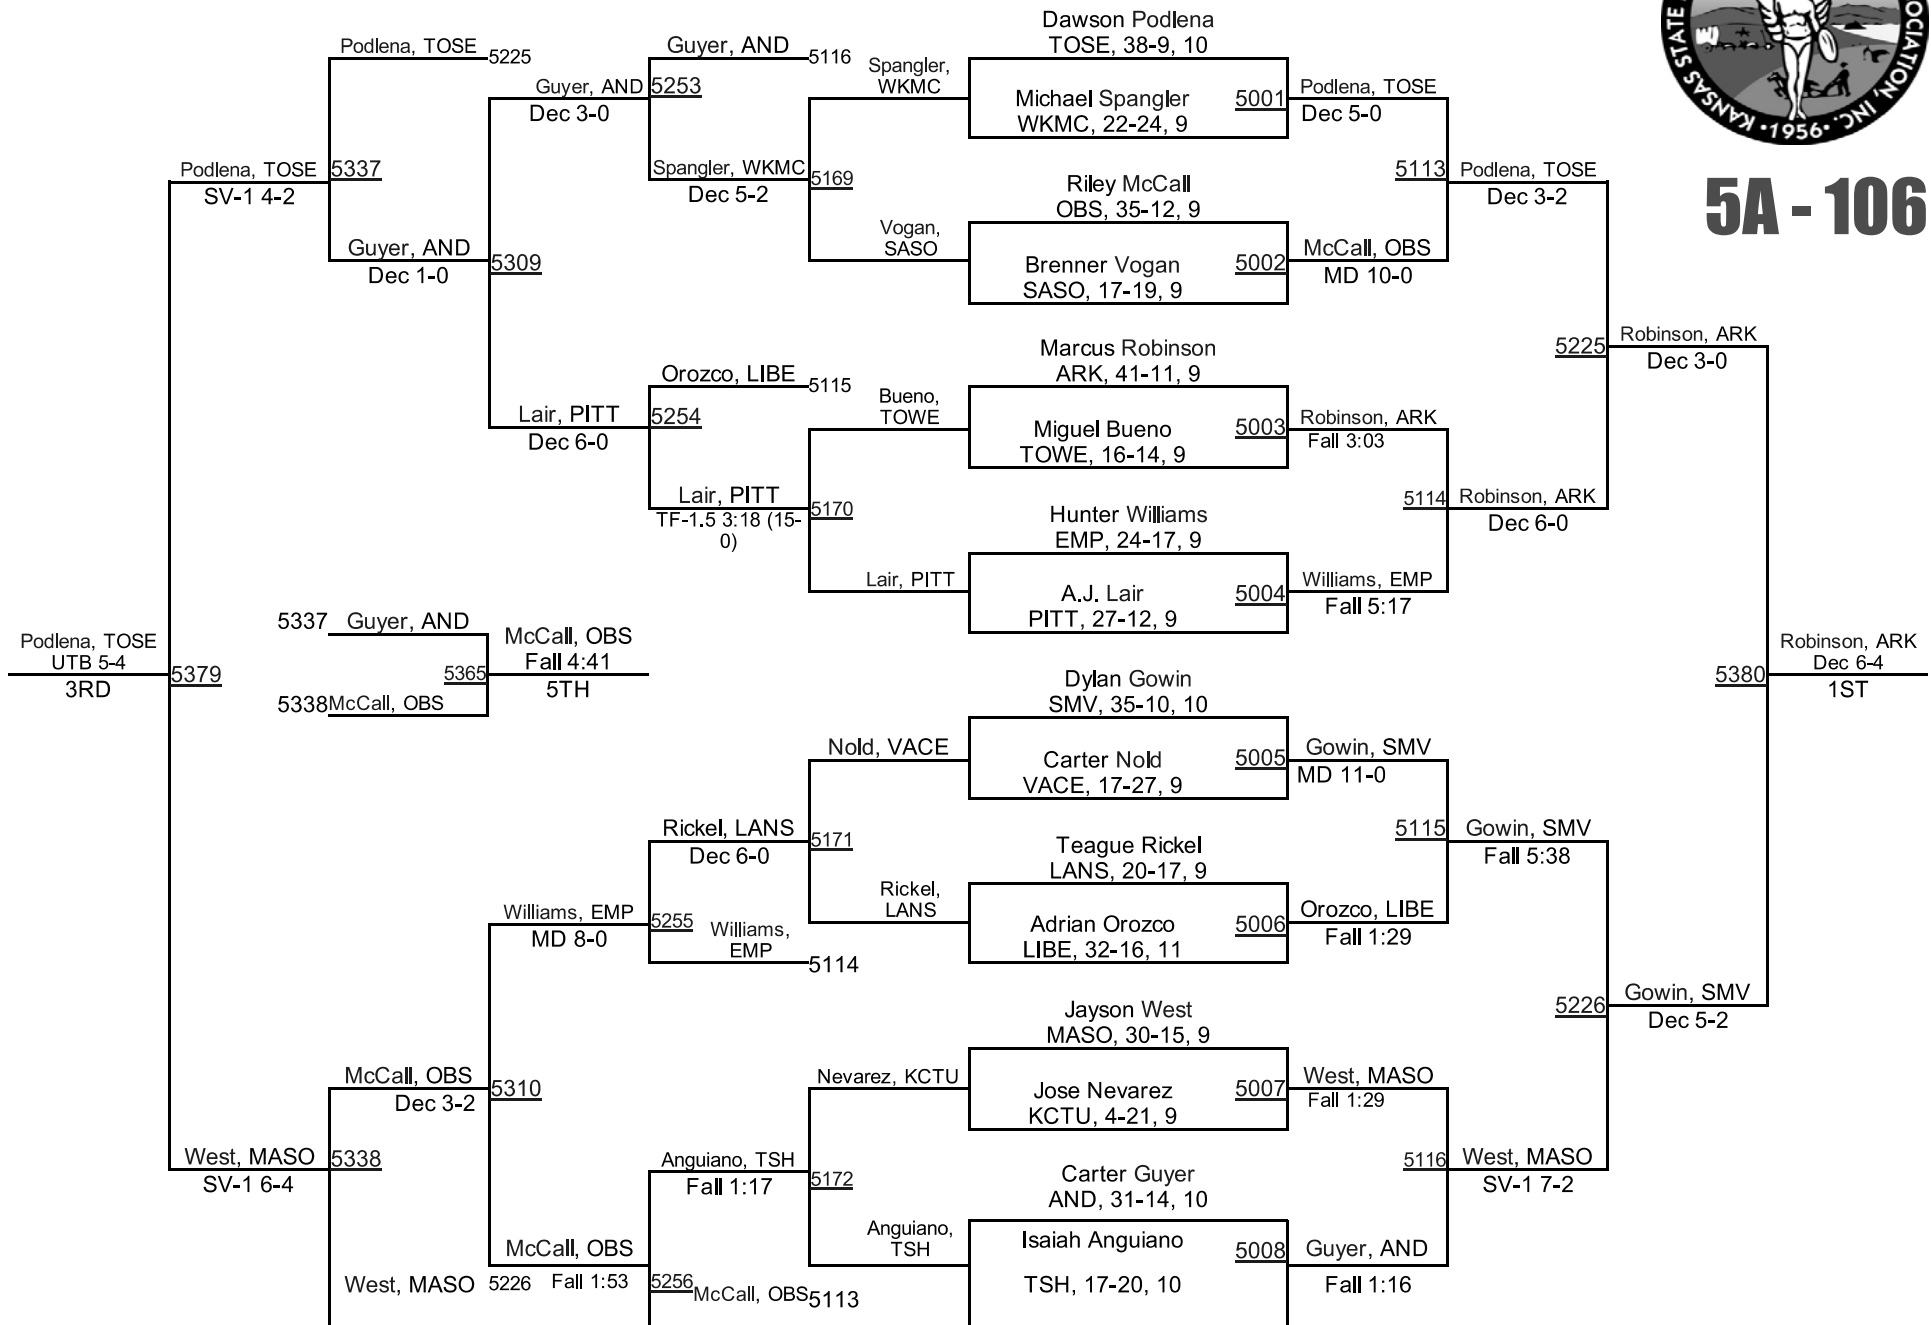 KANSAS STATE
OCIATION, INC.
•1956•
5A - 106
Podlena, TOSE
5225
Guyer, AND
5116
Spangler,
WKMC
Dawson Podlena
TOSE, 38-9, 10
Guyer, AND
5253
Dec 3-0
Michael Spangler
WKMC, 22-24, 9
5001
Podlena, TOSE
Dec 5-0
Podlena, TOSE
5337
SV-1 4-2
Spangler, WKMC
5169
Dec 5-2
Riley McCall
OBS, 35-12, 9
5113
Podlena, TOSE
Dec 3-2
Guyer, AND
5309
Dec 1-0
Vogan,
SASO
Brenner Vogan
SASO, 17-19, 9
5002
McCall, OBS
MD 10-0
Marcus Robinson
ARK, 41-11, 9
5225
Robinson, ARK
Dec 3-0
Orozco, LIBE
5115
Bueno,
TOWE
Lair, PITT
5254
Dec 6-0
Miguel Bueno
TOWE, 16-14, 9
5003
Robinson, ARK
Fall 3:03
Lair, PITT
5170
TF-1.5 3:18 (15-
0)
Hunter Williams
EMP, 24-17, 9
5114
Robinson, ARK
Dec 6-0
Lair, PITT
A.J. Lair
PITT, 27-12, 9
5004
Williams, EMP
Fall 5:17
5337
Guyer, AND
Podlena, TOSE
UTB 5-4
3RD
5379
5365
McCall, OBS
Fall 4:41
5TH
5338
McCall, OBS
Dylan Gowin
SMV, 35-10, 10
5380
Robinson, ARK
Dec 6-4
1ST
Nold, VACE
Carter Nold
VACE, 17-27, 9
5005
Gowin, SMV
MD 11-0
Rickel, LANS
5171
Dec 6-0
Teague Rickel
LANS, 20-17, 9
5115
Gowin, SMV
Fall 5:38
Williams, EMP
5255
MD 8-0
Williams,
EMP
5114
Rickel,
LANS
Adrian Orozco
LIBE, 32-16, 11
5006
Orozco, LIBE
Fall 1:29
Jayson West
MASO, 30-15, 9
5226
Gowin, SMV
Dec 5-2
McCall, OBS
5310
Dec 3-2
Nevarez, KCTU
Jose Nevarez
KCTU, 4-21, 9
5007
West, MASO
Fall 1:29
West, MASO
5338
SV-1 6-4
Anguiano, TSH
5172
Fall 1:17
Carter Guyer
AND, 31-14, 10
5116
West, MASO
SV-1 7-2
McCall, OBS
Fall 1:53
5256
Anguiano,
TSH
Isaiah Anguiano
TSH, 17-20, 10
5008
Guyer, AND
Fall 1:16
West, MASO
5226
McCall, OBS
5113